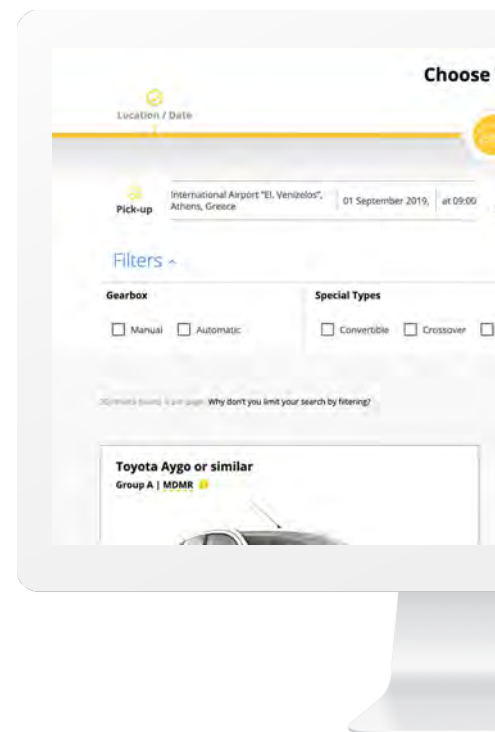 Choose
Location / Date
Pick-up
International Airport "El. Venizelos",
Athens, Greece
01 September 2019,
at 09:00
Filters
Gearbox
Special Types
Manual
Automatic
Convertible
Crossover
Why don't you limit your search by filtering?
Toyota Aygo or similar
Group A | MDMR